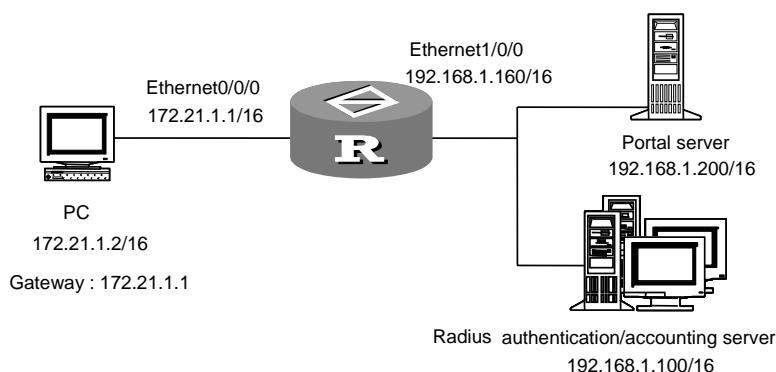 Ethernet0/0/0
172.21.1.1/16
Ethernet1/0/0
192.168.1.160/16
R
PC
172.21.1.2/16
Gateway : 172.21.1.1
Portal server
192.168.1.200/16
Radius authentication/accounting server
192.168.1.100/16